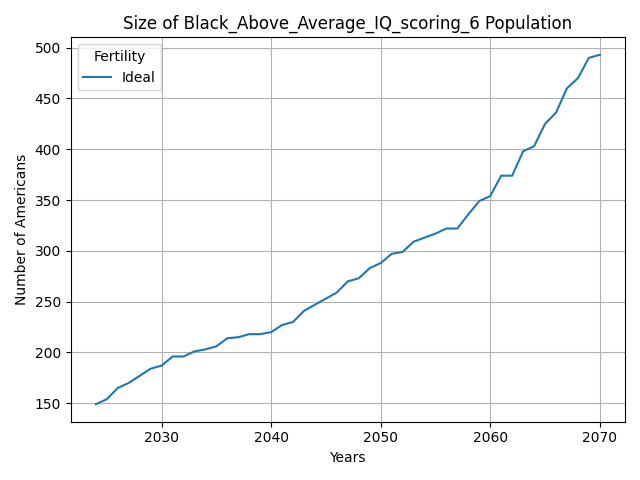 Size of Black_Above_Average_IQ_scoring_6 Population
Fertility
Ideal
Number of Americans
500
450
400
350
300
250
200
150
2030 2040 2050 2060 2070
Years